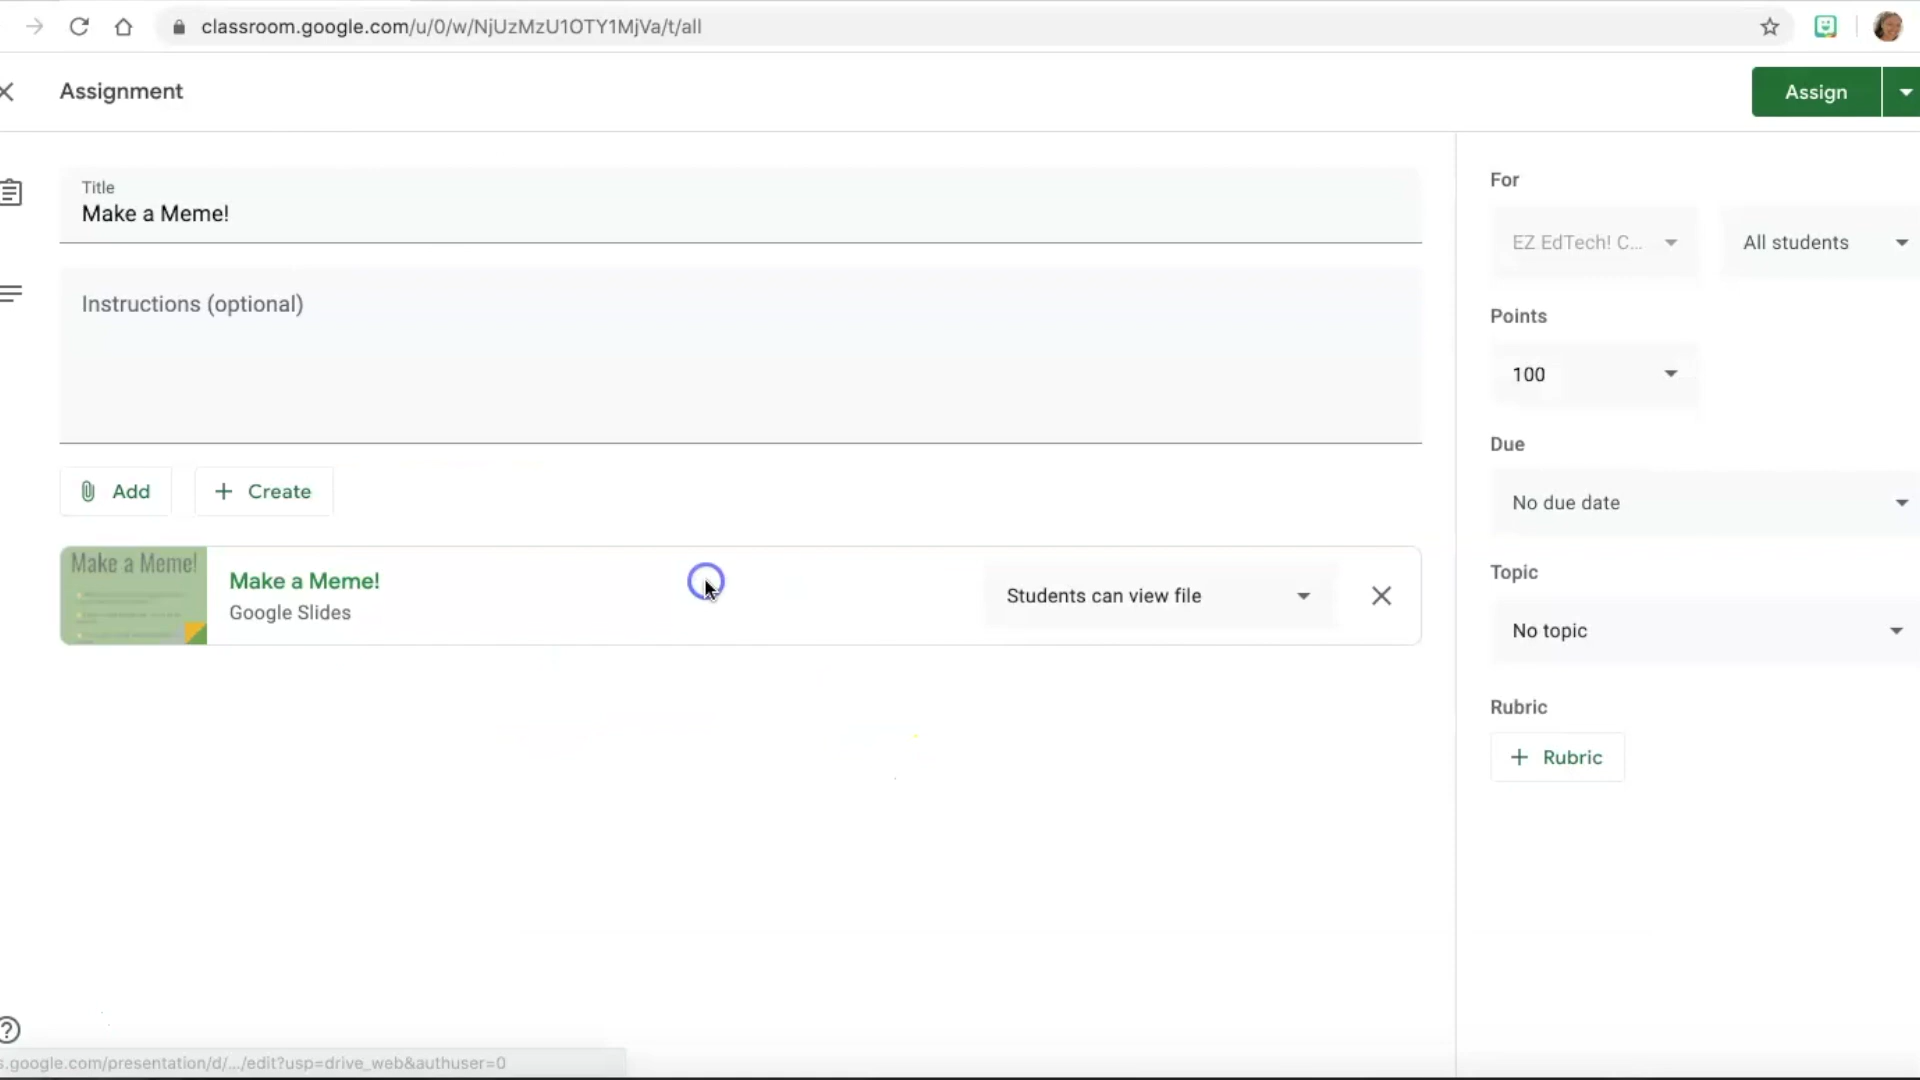 classroom.google.com/u/0/w/NjUzMzU1OTY1MjVa/t/all
Assignment
Assign
Title
Make a Meme!
Instructions (optional)
Add
Create
Make a Meme!
Make a Meme!
Google Slides
Students can view file
For
EZ EdTech! C...
All students
Points
100
Due
No due date
Topic
No topic
Rubric
Rubric
s.google.com/presentation/d/.../edit?usp=drive_web&authuser=0